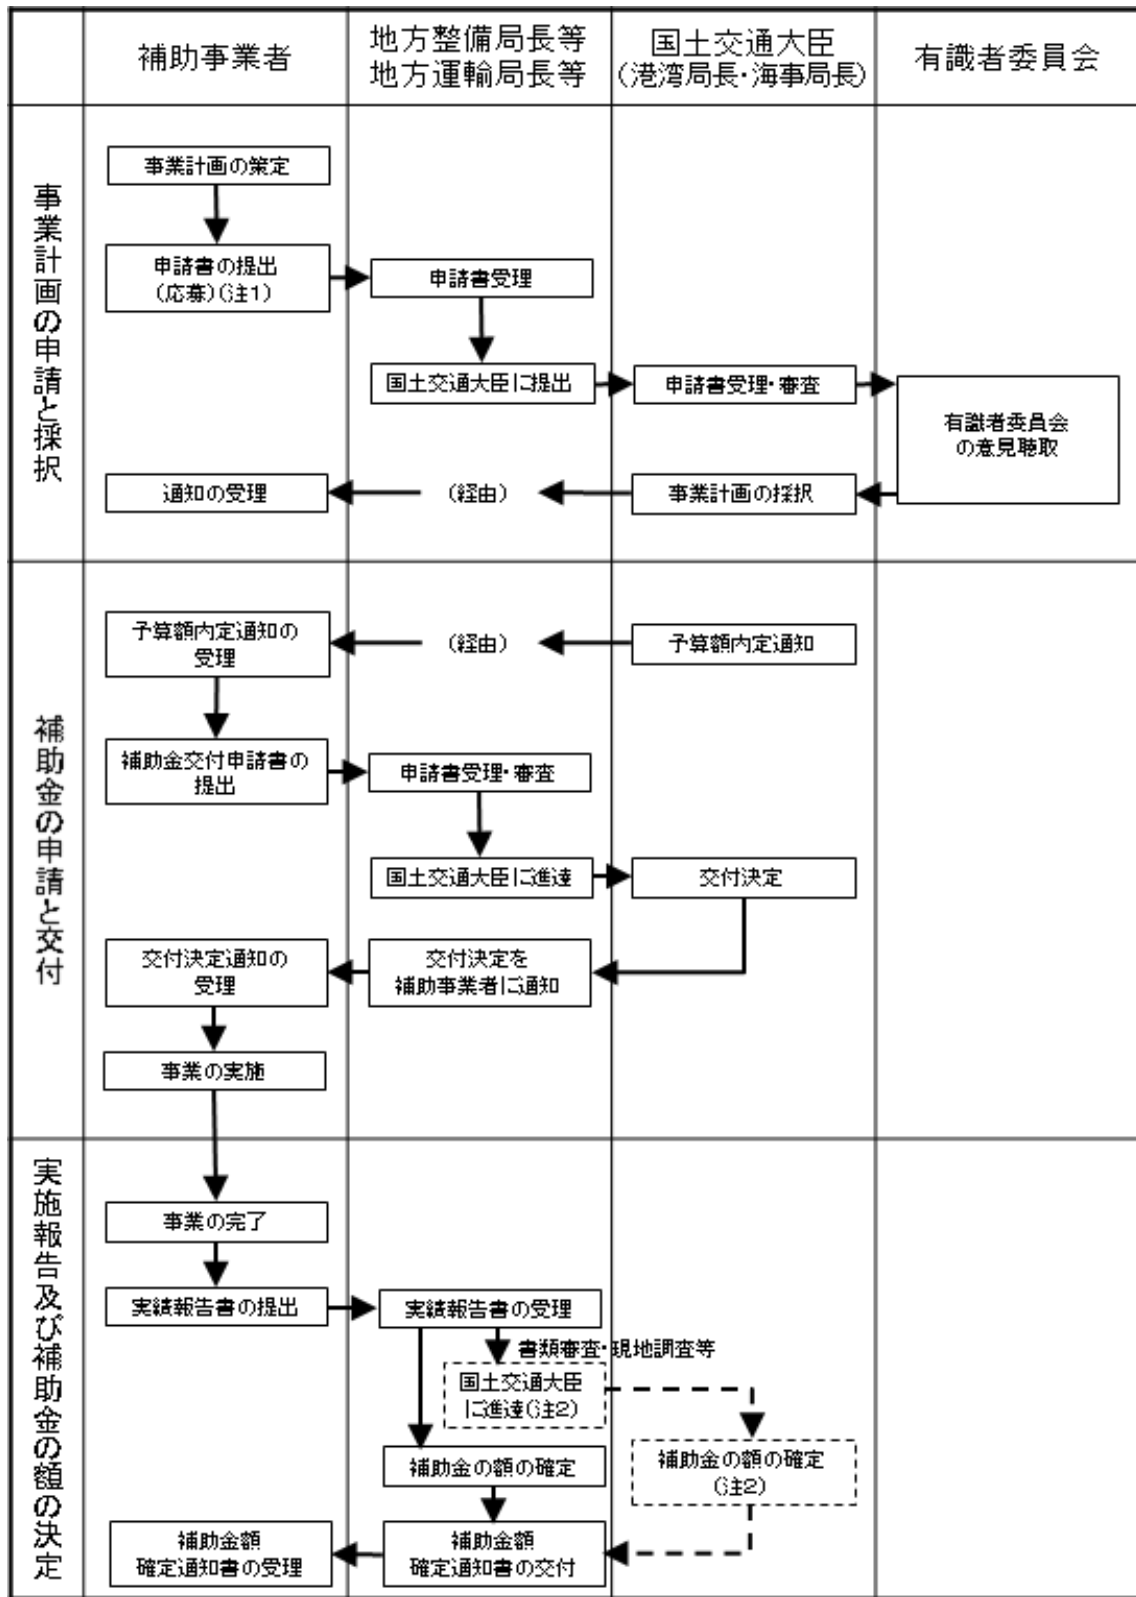 補助事業者
地方整備局長等
地方運輸局長等
国土交通大臣
(港湾局長・海事局長)
有識者委員会
事業計画の申請と採択
事業計画の策定
申請書の提出
(応募)(注1)
申請書受理
国土交通大臣に提出
申請書受理・審査
有識者委員会
の意見聴取
通知の受理
(経由)
事業計画の採択
補助金の申請と交付
予算額内定通知の
受理
(経由)
予算額内定通知
補助金交付申請書の
提出
申請書受理・審査
国土交通大臣に進達
交付決定
交付決定通知の
受理
交付決定を
補助事業者に通知
事業の実施
実施報告及び補助金の額の決定
事業の完了
実績報告書の提出
実績報告書の受理
書類審査・現地調査等
国土交通大臣
に進達(注2)
補助金の額の確定
補助金の額の確定
(注2)
補助金額
確定通知書の受理
補助金額
確定通知書の交付